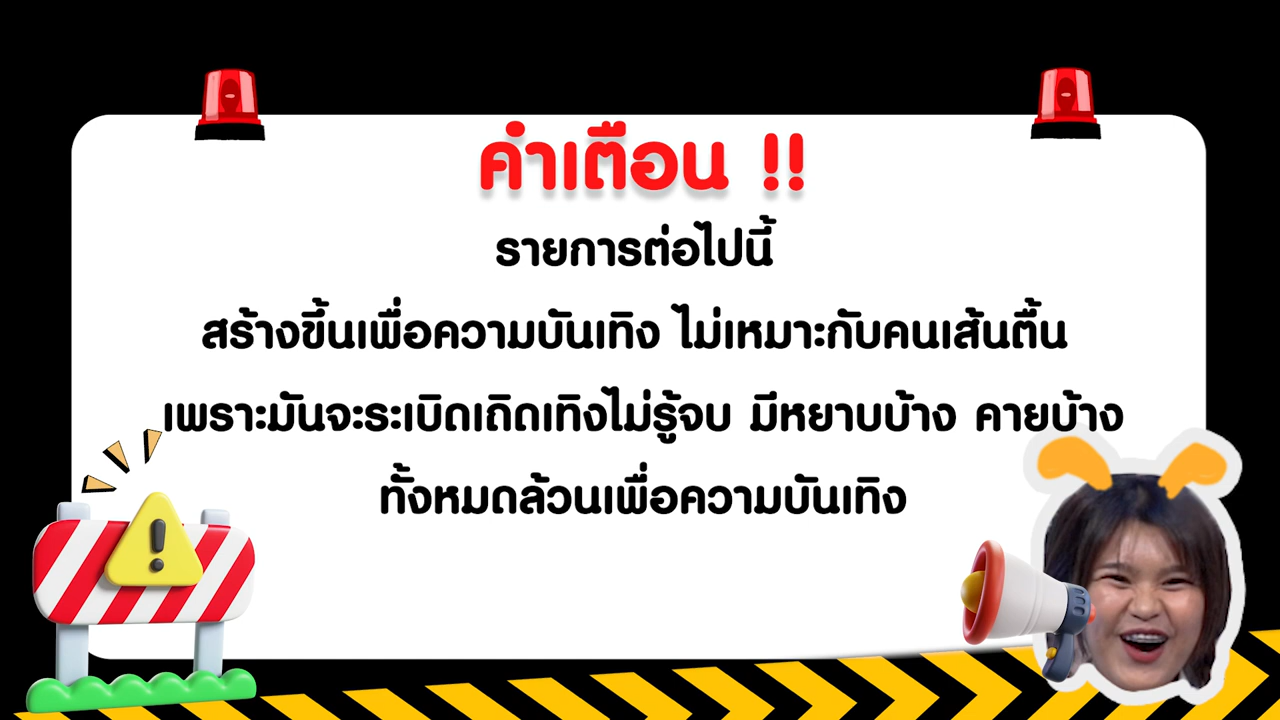 คำเตือน !!
รายการต่อไปนี้
สร้างขึ้นเพื่อความบันเทิง ไม่เหมาะกับคนเส้นตื้น
เพราะมันจะระเบิดเถิดเทิงไม่รู้จบ มีหยาบบ้าง คายบ้าง
ทั้งหมดล้วนเพื่อความบันเทิง